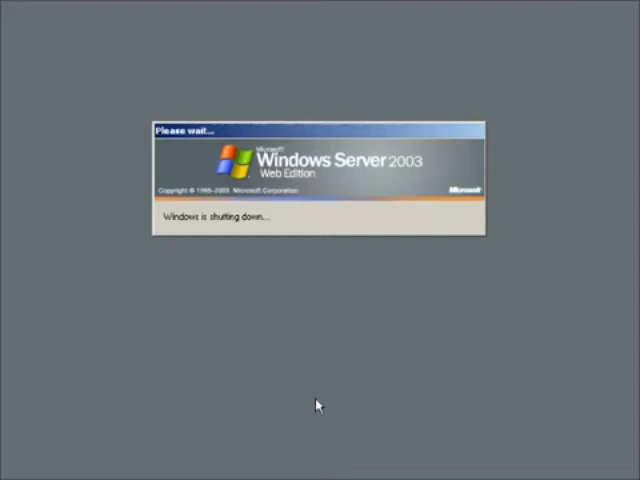 Please wait...
Microsoft
Windows Server 2003
Web Edition
Copyright © 1985-2003 Microsoft Corporation
Microsoft
Windows is shutting down...